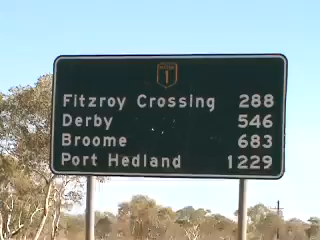 1
Fitzroy Crossing 288
Derby 546
Broome 683
Port Hedland 1229